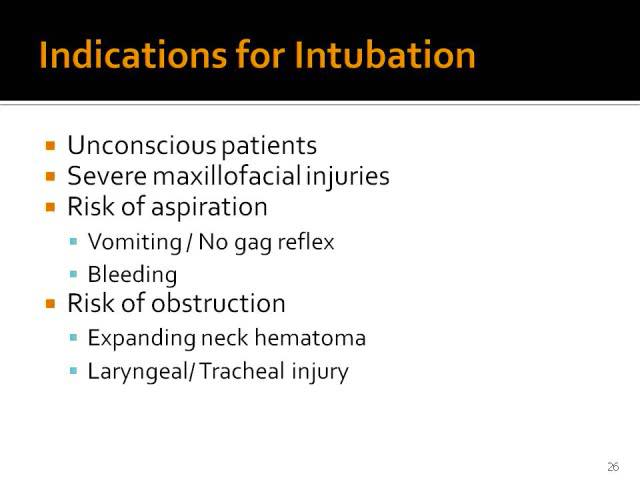 Indications for Intubation
Unconscious patients
Severe maxillofacial injuries
Risk of aspiration
Vomiting / No gag reflex
Bleeding
Risk of obstruction
Expanding neck hematoma
Laryngeal/ Tracheal injury
26